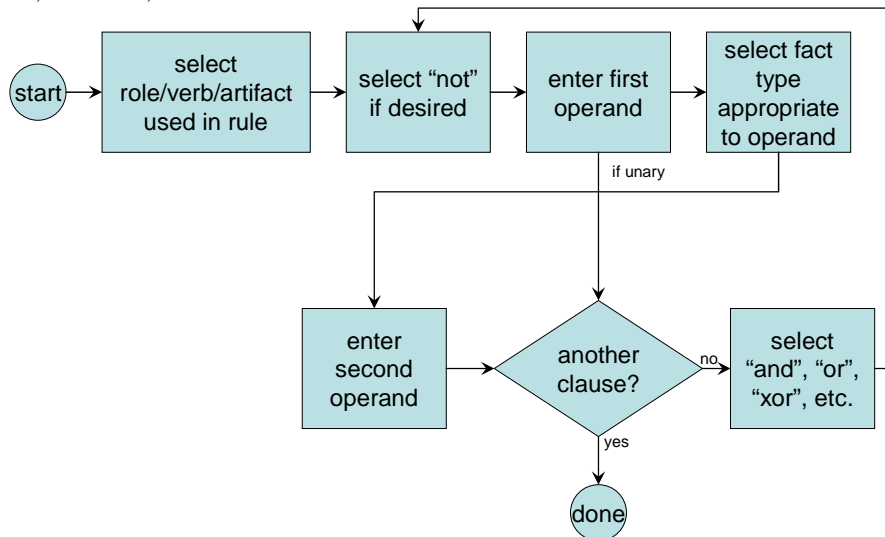 start
select
role/verb/artifact
used in rule
select “not”
if desired
enter first
operand
select fact
type
appropriate
to operand
if unary
enter
second
operand
another
clause?
no
select
“and”, “or”,
“xor”, etc.
yes
done